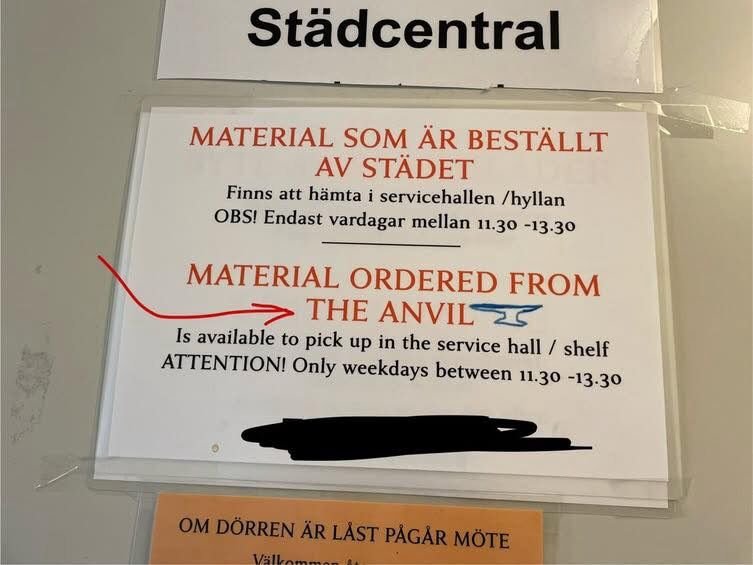 Städcentral
MATERIAL SOM ÄR BESTÄLLT
AV STÄDET
Finns att hämta i servicehallen /hyllan
OBS! Endast vardagar mellan 11.30 -13.30
MATERIAL ORDERED FROM
THE ANVIL
Is available to pick up in the service hall / shelf
ATTENTION! Only weekdays between 11.30 -13.30
OM DÖRREN ÄR LÅST PÅGÅR MÖTE
Välkommen